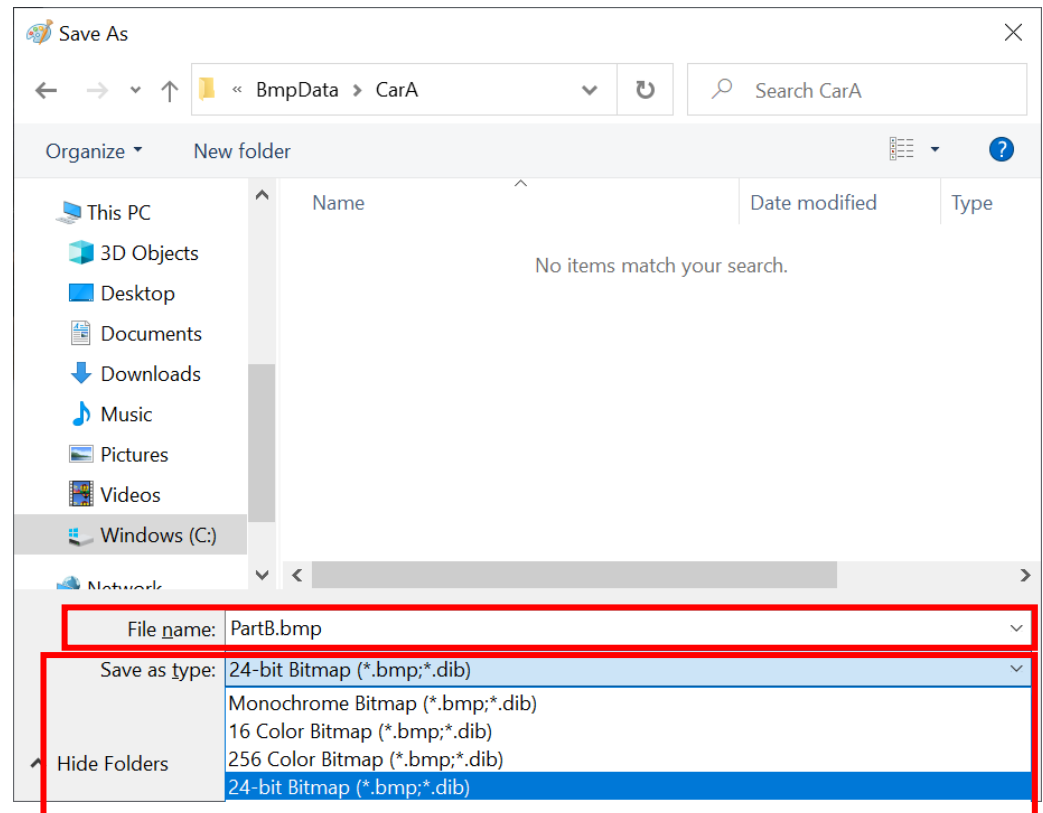 Save As
« BmpData > CarA
Search CarA
Organize
New folder
?
This PC
3D Objects
Desktop
Documents
Downloads
Music
Pictures
Videos
Windows (C:)
Network
Name
Date modified
Type
No items match your search.
File name: PartB.bmp
Save as type: 24-bit Bitmap (*.bmp;*.dib)
Monochrome Bitmap (*.bmp;*.dib)
16 Color Bitmap (*.bmp;*.dib)
256 Color Bitmap (*.bmp;*.dib)
24-bit Bitmap (*.bmp;*.dib)
Hide Folders